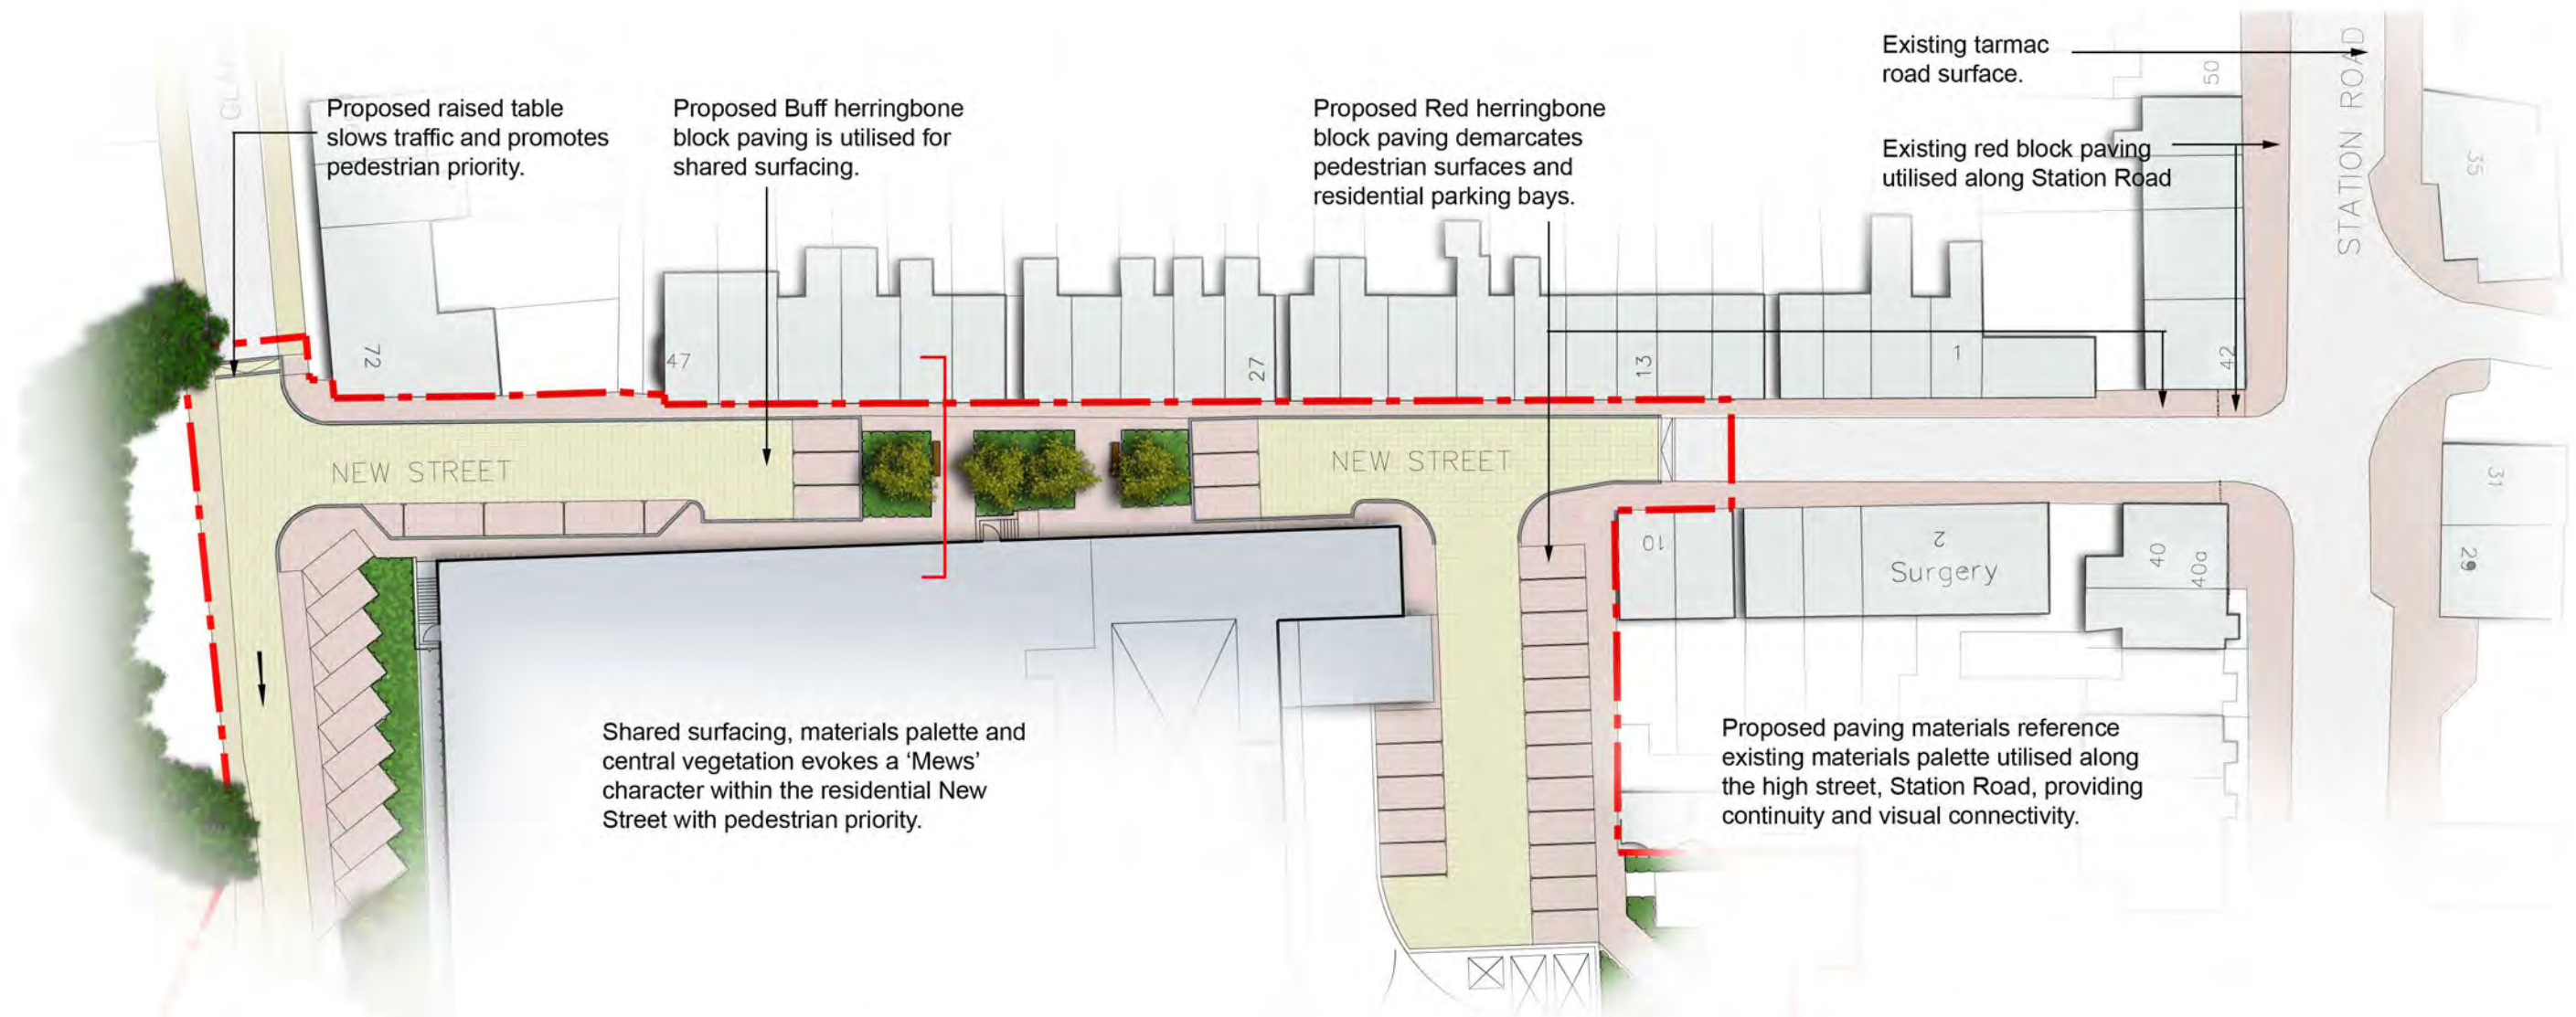 Existing tarmac
road surface.
Proposed raised table
slows traffic and promotes
pedestrian priority.
Proposed Buff herringbone
block paving is utilised for
shared surfacing.
Proposed Red herringbone
block paving demarcates
pedestrian surfaces and
residential parking bays.
Existing red block paving
utilised along Station Road
50
STATION ROAD
35
72
47
27
13
1
42
NEW STREET
NEW STREET
31
10
2
Surgery
40
40a
29
Shared surfacing, materials palette and
central vegetation evokes a ‘Mews’
character within the residential New
Street with pedestrian priority.
Proposed paving materials reference
existing materials palette utilised along
the high street, Station Road, providing
continuity and visual connectivity.